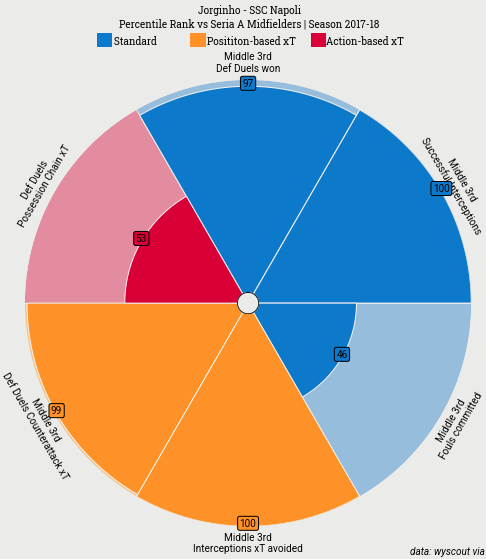 Jorginho - SSC Napoli
Percentile Rank vs Seria A Midfielders | Season 2017-18
Standard
Posititon-based xT
Action-based xT
Middle 3rd
Def Duels won
97
Middle 3rd
Successful Interceptions
100
Def Duels
Possession Chain xT
53
46
Middle 3rd
Fouls committed
99
Middle 3rd
Def Duels Counterattack xT
100
Middle 3rd
Interceptions xT avoided
data: wyscout via